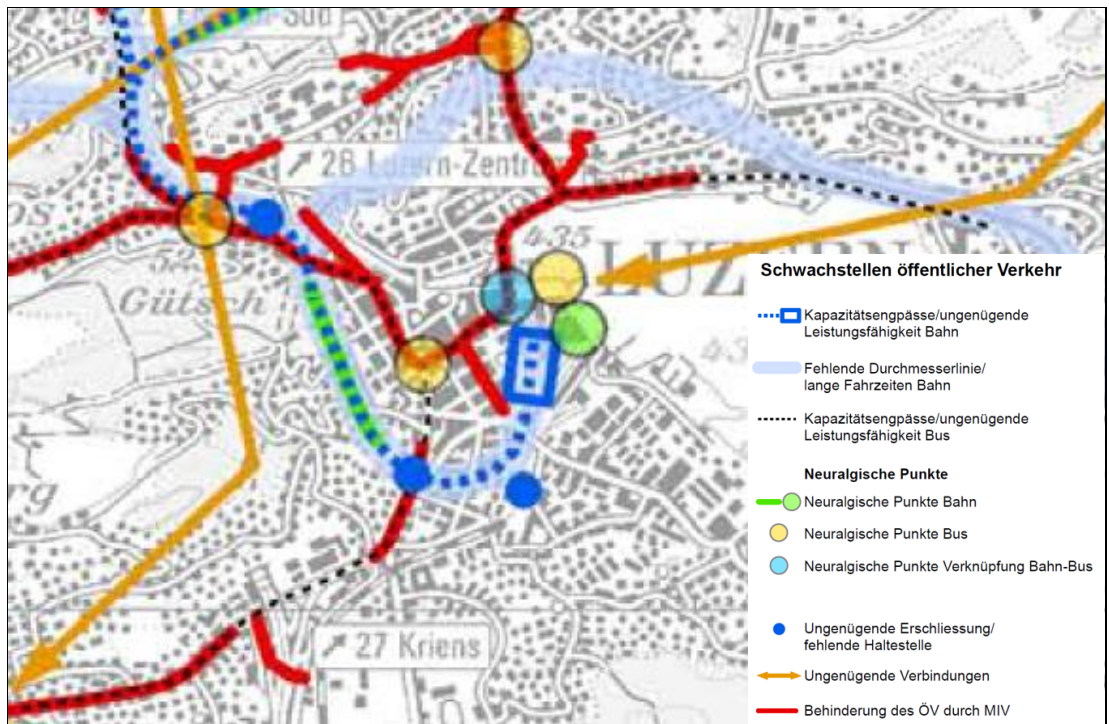 28 Luzern-Zentr
435
LUZERN
Gütsch
Schwachstellen öffentlicher Verkehr
Kapazitätsengpässe/ungenügende
Leistungsfähigkeit Bahn
Fehlende Durchmesserlinie/
lange Fahrzeiten Bahn
Kapazitätsengpässe/ungenügende
Leistungsfähigkeit Bus
Neuralgische Punkte
Neuralgische Punkte Bahn
Neuralgische Punkte Bus
Neuralgische Punkte Verknüpfung Bahn-Bus
Ungenügende Erschliessung/
fehlende Haltestelle
Ungenügende Verbindungen
Behinderung des ÖV durch MIV
27 Kriens